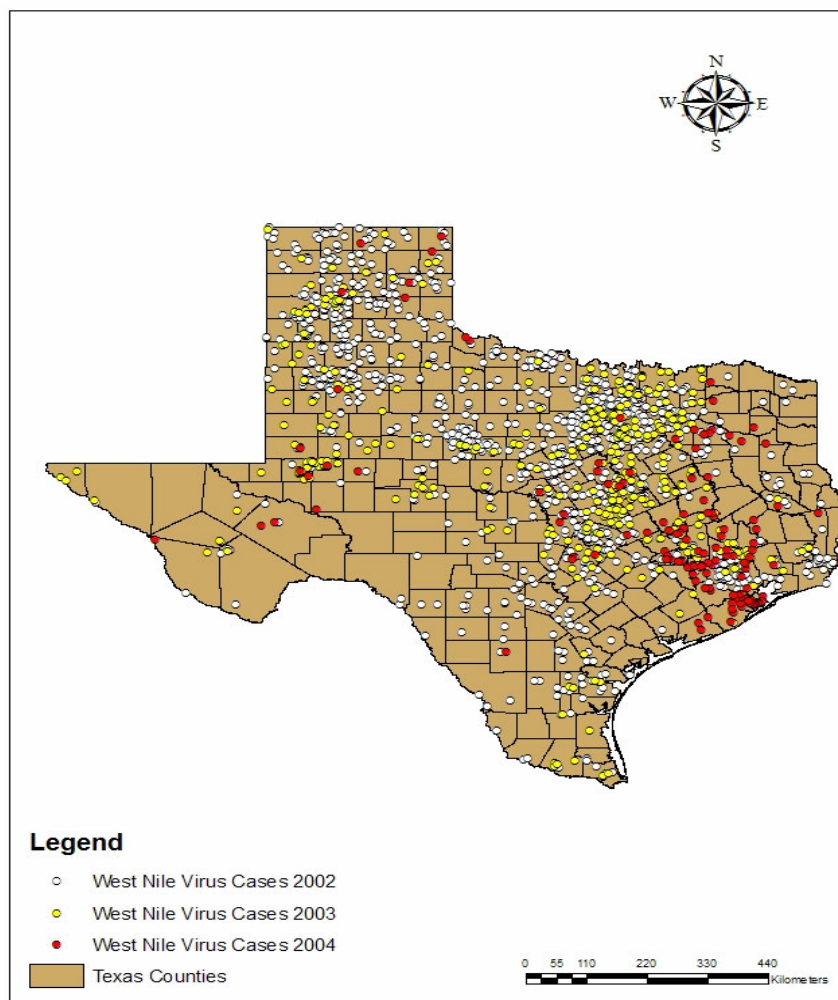 N
W E
S
Legend
West Nile Virus Cases 2002
West Nile Virus Cases 2003
West Nile Virus Cases 2004
Texas Counties
0 55 110 220 330 440
Kilometers